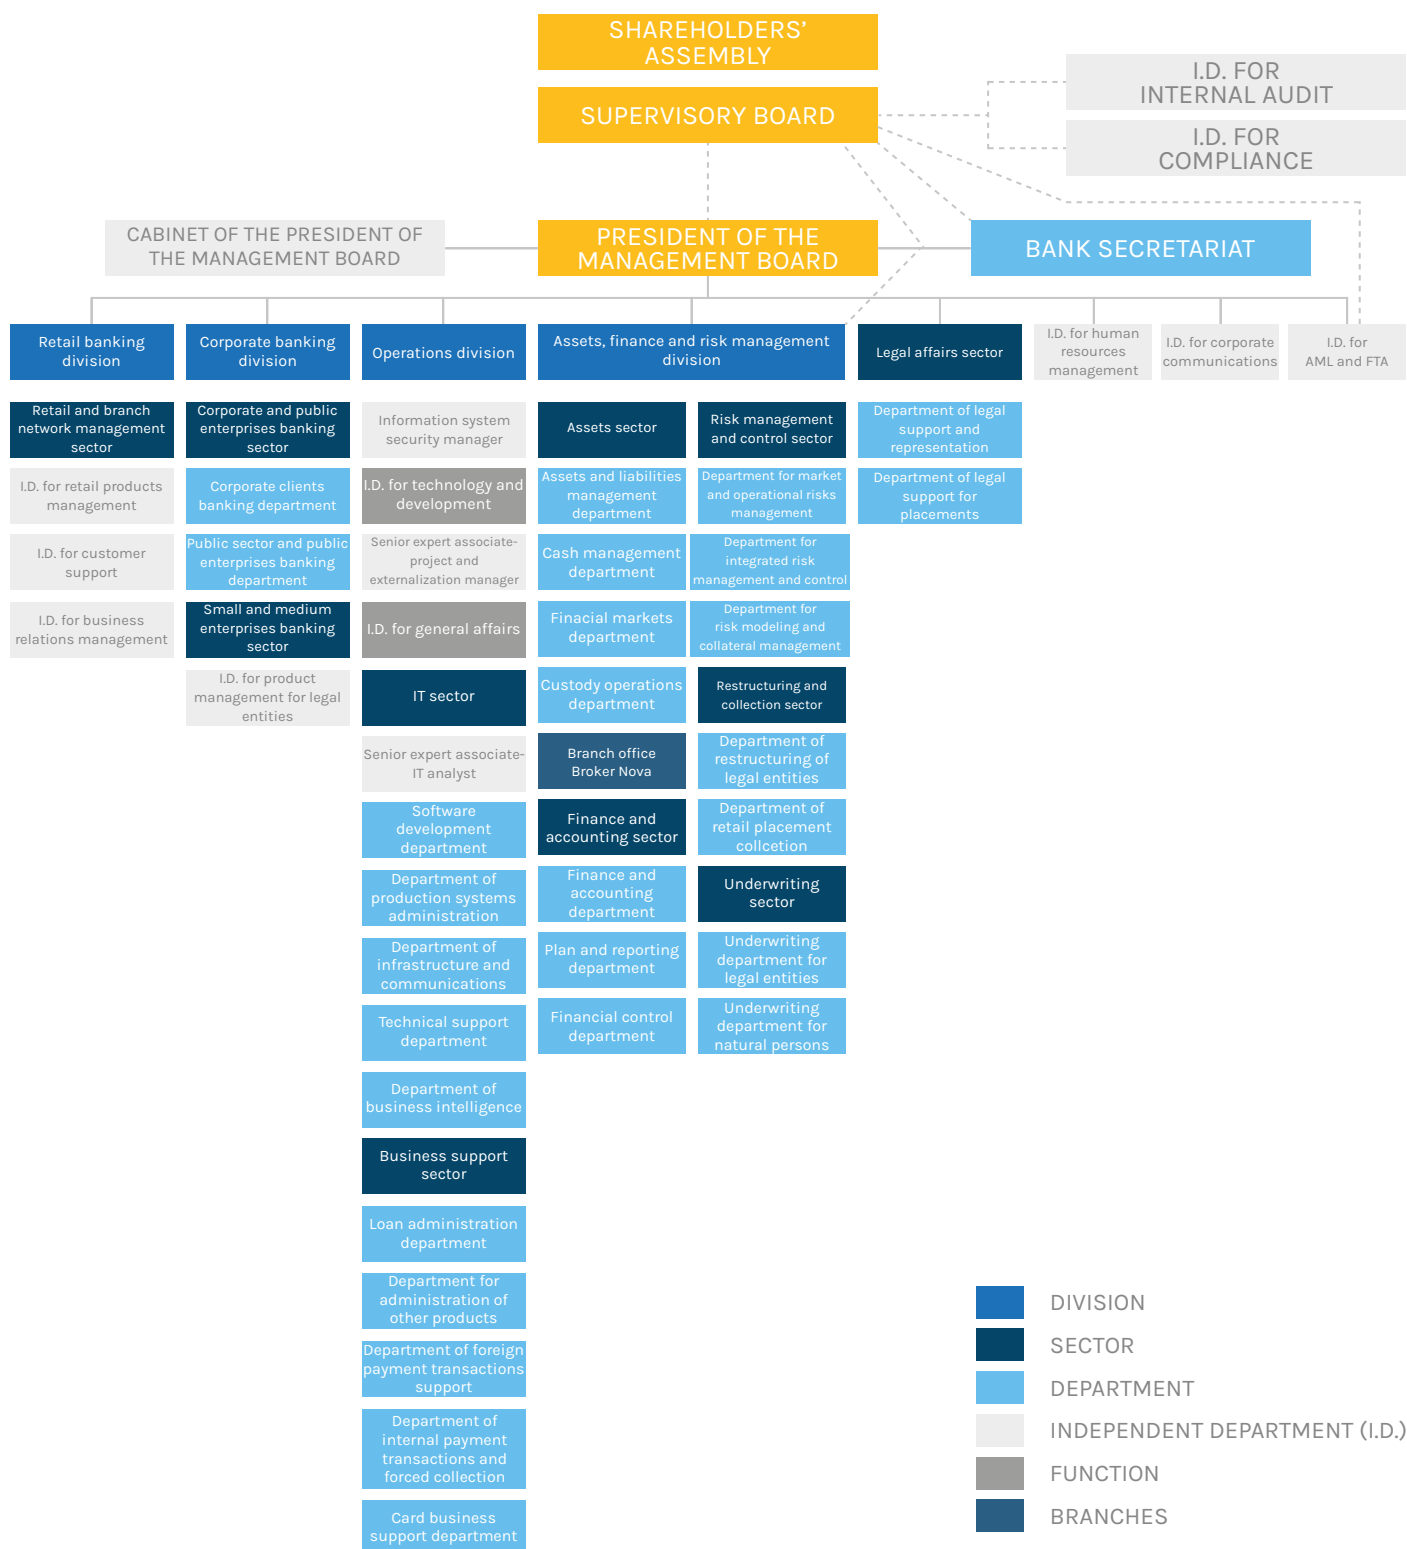 SHAREHOLDERS'
ASSEMBLY
SUPERVISORY BOARD
I.D. FOR
INTERNAL AUDIT
I.D. FOR
COMPLIANCE
CABINET OF THE PRESIDENT OF
THE MANAGEMENT BOARD
PRESIDENT OF THE
MANAGEMENT BOARD
BANK SECRETARIAT
Retail banking
division
Corporate banking
division
Operations division
Assets, finance and risk management
division
Legal affairs sector
I.D. for human
resources
management
I.D. for corporate
communications
I.D. for
AML and FTA
Retail and branch
network management
sector
I.D. for retail products
management
I.D. for customer
support
I.D. for business
relations management
Corporate and public
enterprises banking
sector
Corporate clients
banking department
Public sector and public
enterprises banking
department
Small and medium
enterprises banking
sector
I.D. for product
management for legal
entities
Information system
security manager
I.D. for technology and
development
Senior expert associate-
project and
externalization manager
I.D. for general affairs
IT sector
Senior expert associate-
IT analyst
Software
development
department
Department of
production systems
administration
Department of
infrastructure and
communications
Technical support
department
Department of
business intelligence
Business support
sector
Loan administration
department
Department for
administration of
other products
Department of foreign
payment transactions
support
Department of
internal payment
transactions and
forced collection
Card business
support department
Assets sector
Assets and liabilities
management
department
Cash management
department
Finacial markets
department
Custody operations
department
Branch office
Broker Nova
Finance and
accounting sector
Finance and
accounting
department
Plan and reporting
department
Financial control
department
Risk management
and control sector
Department for market
and operational risks
management
Department for
integrated risk
management and control
Department for
risk modeling and
collateral management
Restructuring and
collection sector
Department of
restructuring of
legal entities
Department of
retail placement
collcetion
Underwriting
sector
Underwriting
department for
legal entities
Underwriting
department for
natural persons
Department of legal
support and
representation
Department of legal
support for
placements
DIVISION
SECTOR
DEPARTMENT
INDEPENDENT DEPARTMENT (I.D.)
FUNCTION
BRANCHES